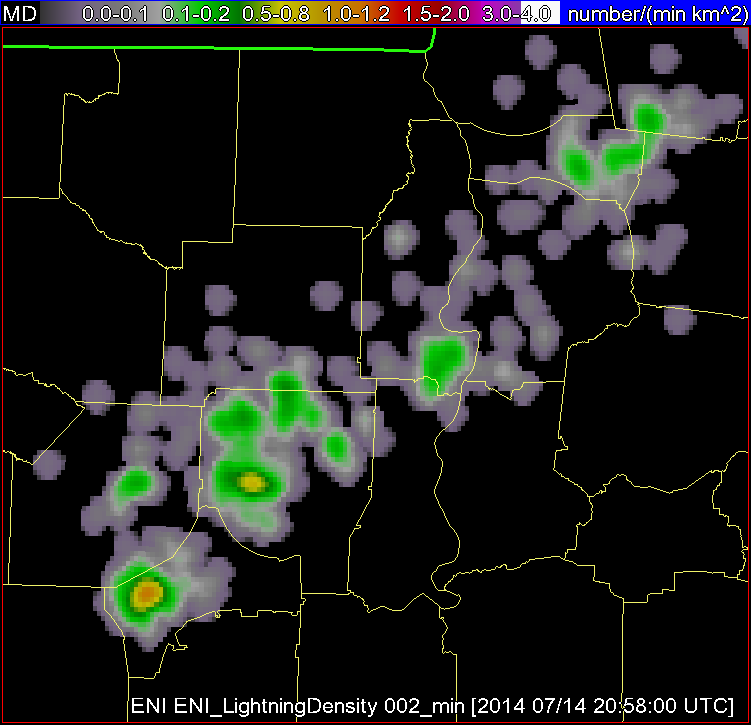 MD 0.0-0.1 0.1-0.2 0.5-0.8 1.0-1.2 1.5-2.0 3.0-4.0 number/(min km^2)
ENI ENI_LightningDensity 002_min [2014 07/14 20:58:00 UTC]